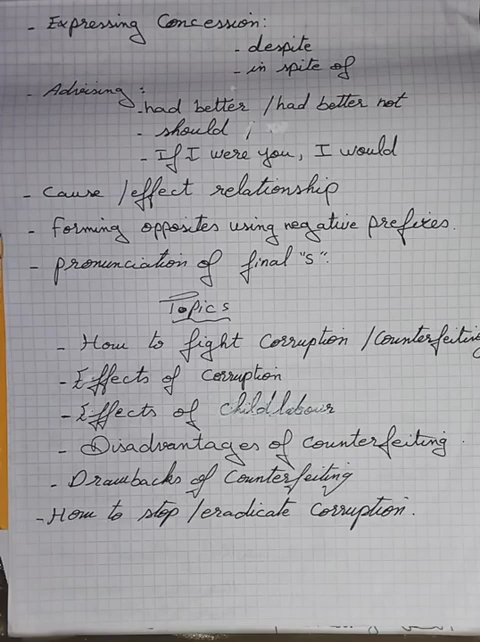 - Expressing Concession:
- despite
- in spite of
- Advising:
- had better / had better not
- should ;
- If I were you, I would
- cause / effect relationship
- forming opposites using negative prefixes.
- pronunciation of final "s".
Topics
- How to fight Corruption / Counterfeiting
- Effects of Corruption
- Effects of child labour
- Disadvantages of counterfeiting.
- Drawbacks of Counterfeiting
- How to stop / eradicate Corruption.